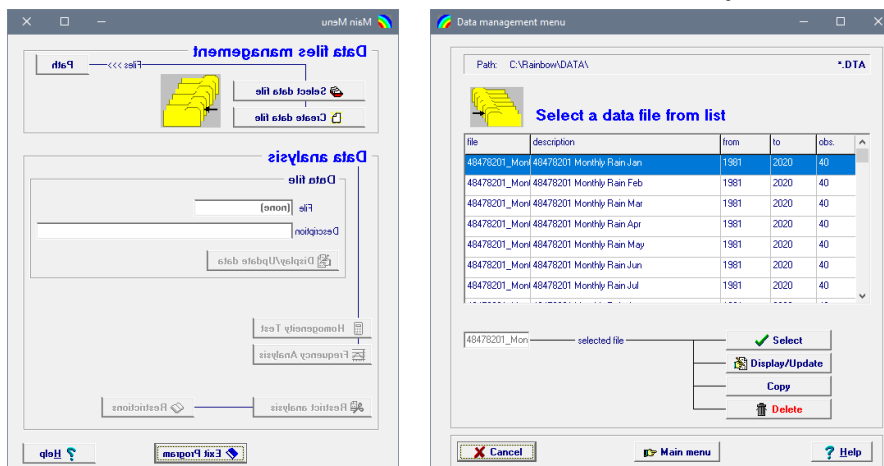 Main Menu
Data files management
Files >>>
Path
Select data file
Create data file
Data analysis
Data file
File (none)
Description
Display/Update data
Homogeneity Test
Frequency Analysis
Restrict analysis
Restrictions
Exit Program
Help
Data management menu
Path: C:\Rainbow\DATA\ *.DTA
Select a data file from list
file description from to obs.
48478201_Mon 48478201 Monthly Rain Jan 1981 2020 40
48478201_Mon 48478201 Monthly Rain Feb 1981 2020 40
48478201_Mon 48478201 Monthly Rain Mar 1981 2020 40
48478201_Mon 48478201 Monthly Rain Apr 1981 2020 40
48478201_Mon 48478201 Monthly Rain May 1981 2020 40
48478201_Mon 48478201 Monthly Rain Jun 1981 2020 40
48478201_Mon 48478201 Monthly Rain Jul 1981 2020 40
48478201_Mon selected file
Select
Display/Update
Copy
Delete
Cancel
Main menu
Help